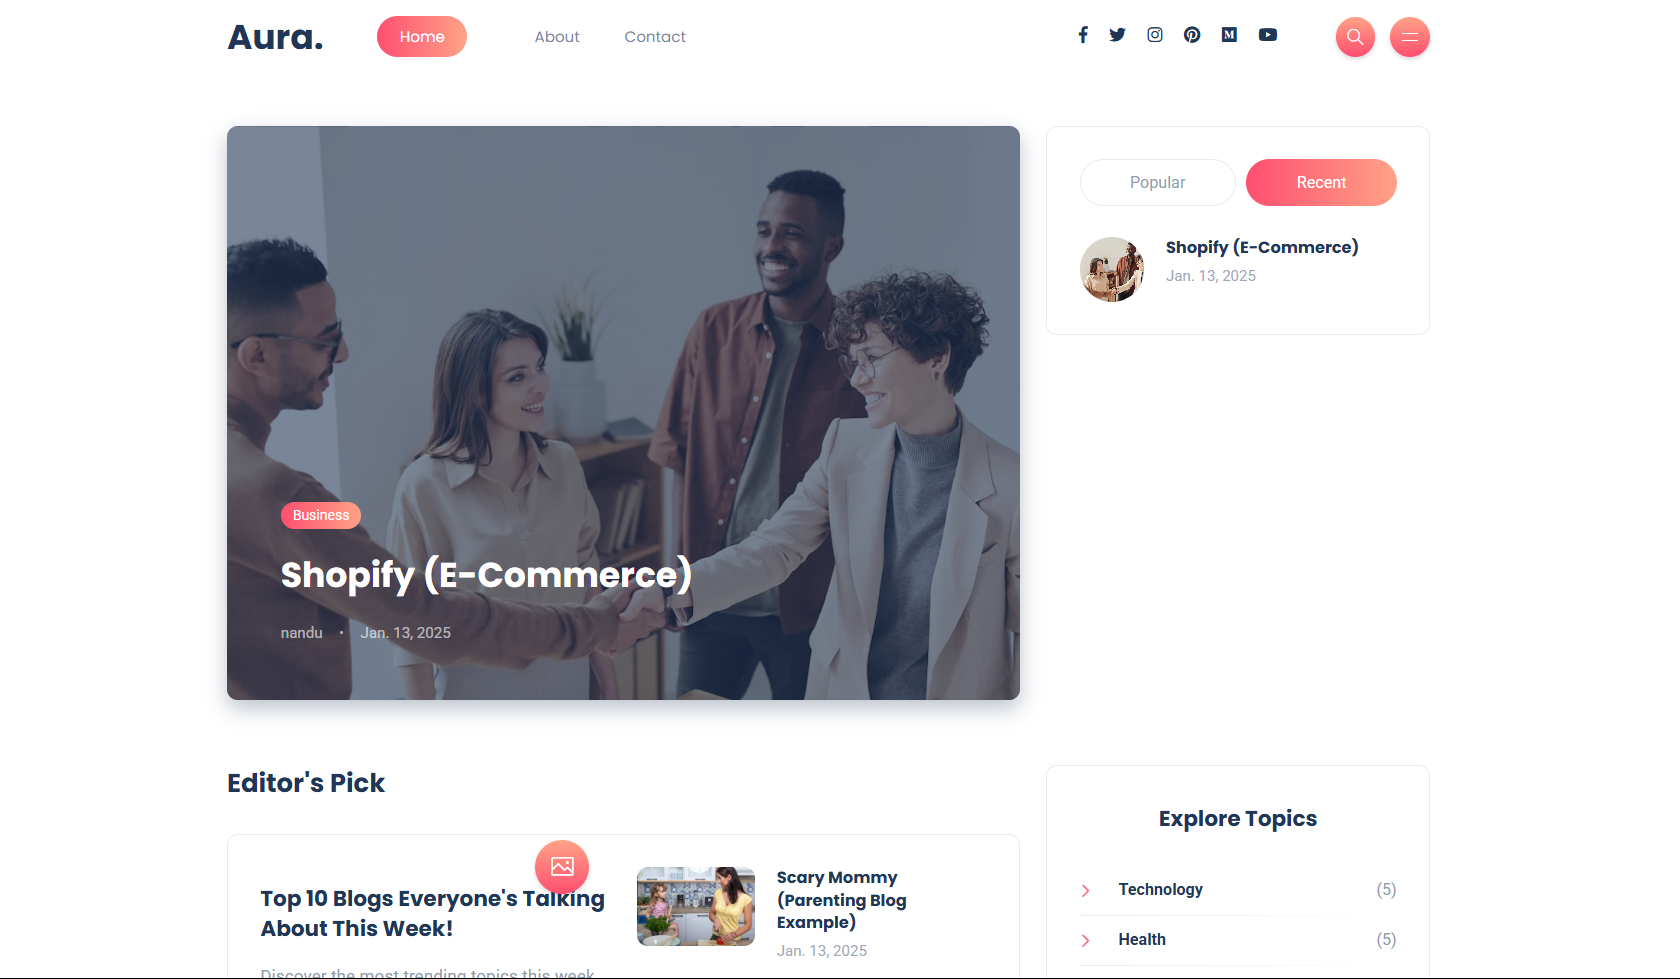 Aura.
Home
About
Contact
Popular
Recent
Shopify (E-Commerce)
Jan. 13, 2025
Business
Shopify (E-Commerce)
nandu • Jan. 13, 2025
Editor's Pick
Top 10 Blogs Everyone's Talking
About This Week!
Discover the most trending topics this week
Scary Mommy
(Parenting Blog
Example)
Jan. 13, 2025
Explore Topics
Technology (5)
Health (5)